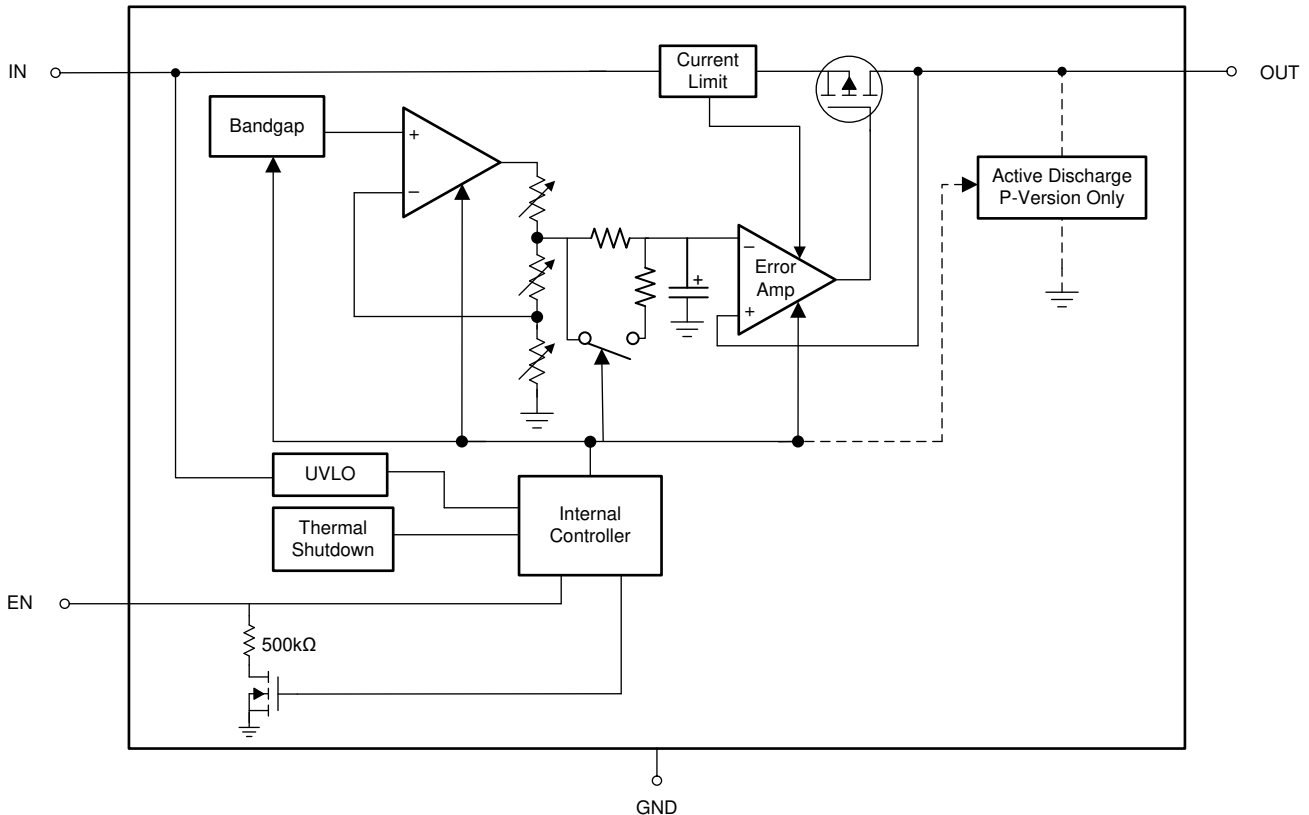 IN
Current
Limit
OUT
Bandgap
+
–
Active Discharge
P-Version Only
+
–
Error
Amp
+
UVLO
Thermal
Shutdown
Internal
Controller
EN
500kΩ
GND